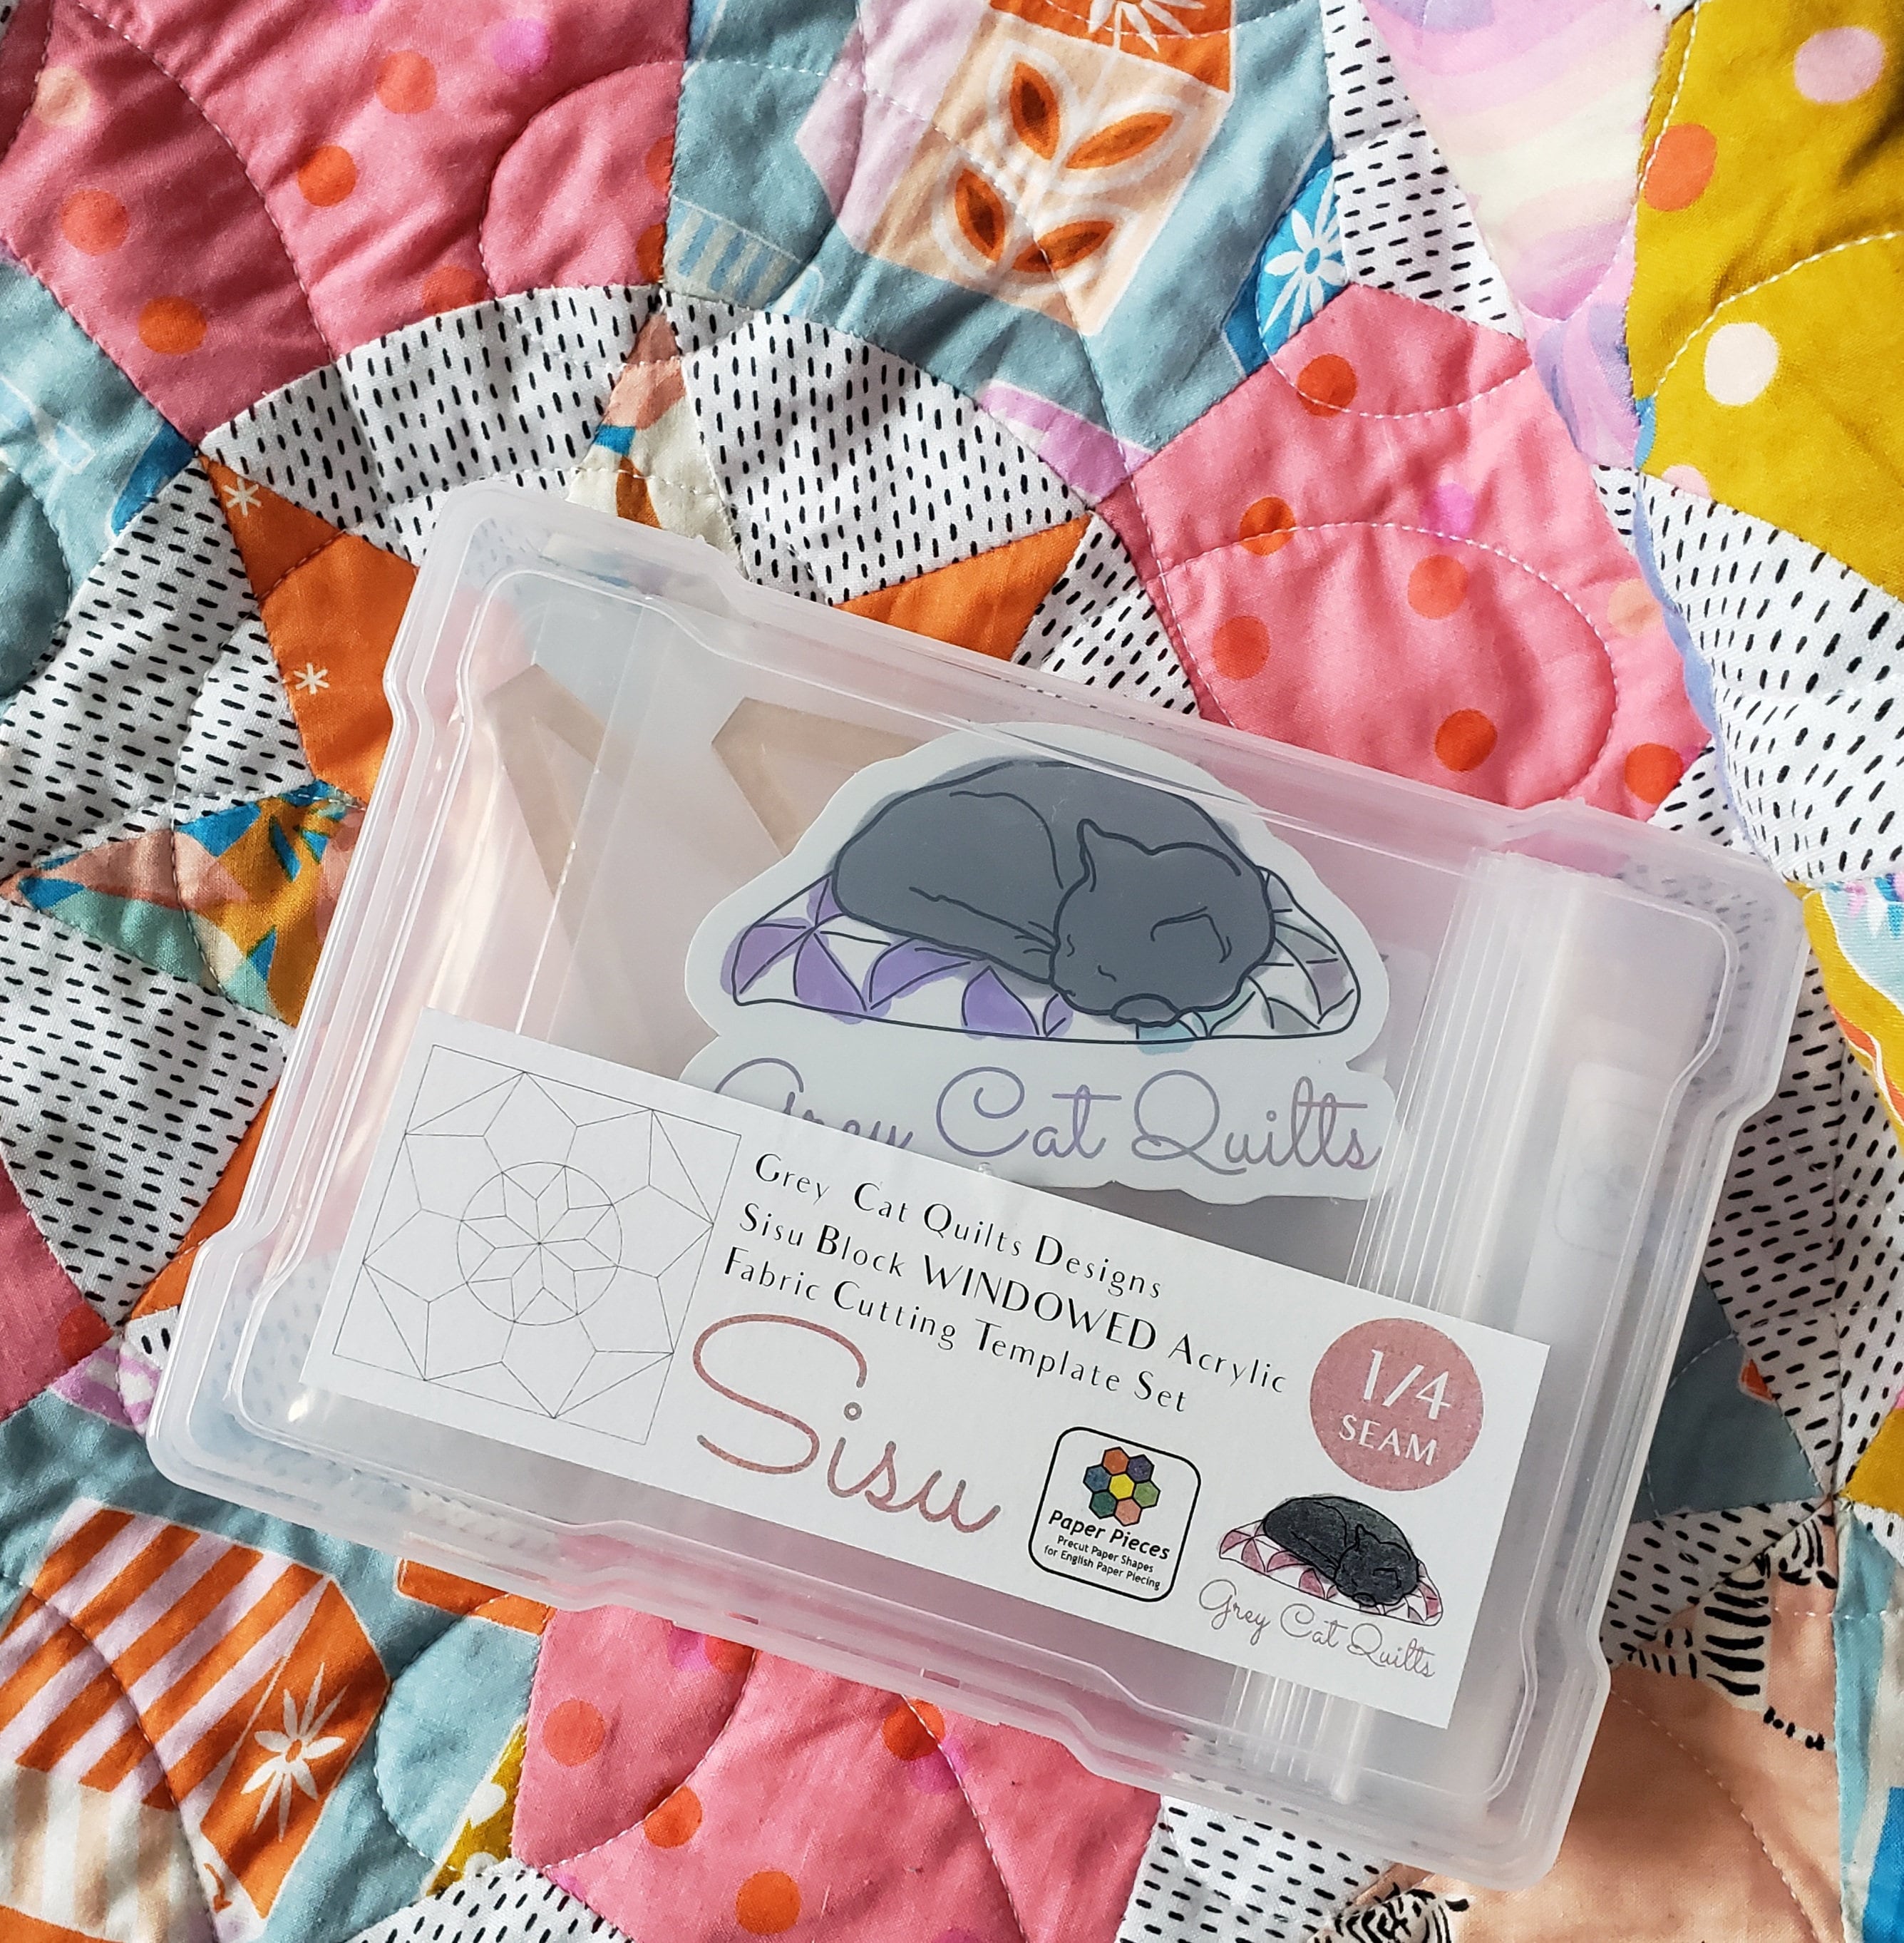 Grey Cat Quilts
Grey Cat Quilts Designs
Sisu Block WINDOWED Acrylic
Fabric Cutting Template Set
Sisu
1/4
SEAM
Paper Pieces
Precut Paper Shapes
for English Paper Piecing
Grey Cat Quilts